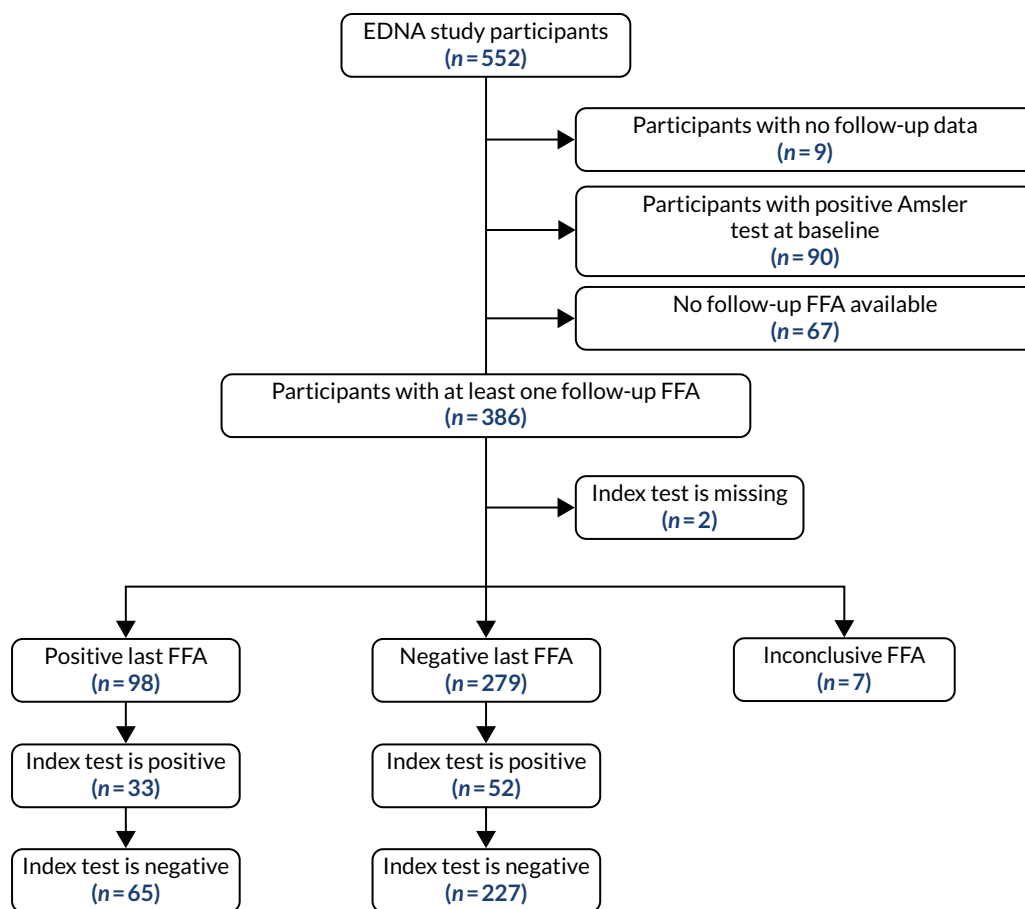 EDNA study participants
(n=552)
Participants with no follow-up data
(n=9)
Participants with positive Amsler
test at baseline
(n=90)
No follow-up FFA available
(n=67)
Participants with at least one follow-up FFA
(n=386)
Index test is missing
(n=2)
Positive last FFA
(n=98)
Negative last FFA
(n=279)
Inconclusive FFA
(n=7)
Index test is positive
(n=33)
Index test is positive
(n=52)
Index test is negative
(n=65)
Index test is negative
(n=227)